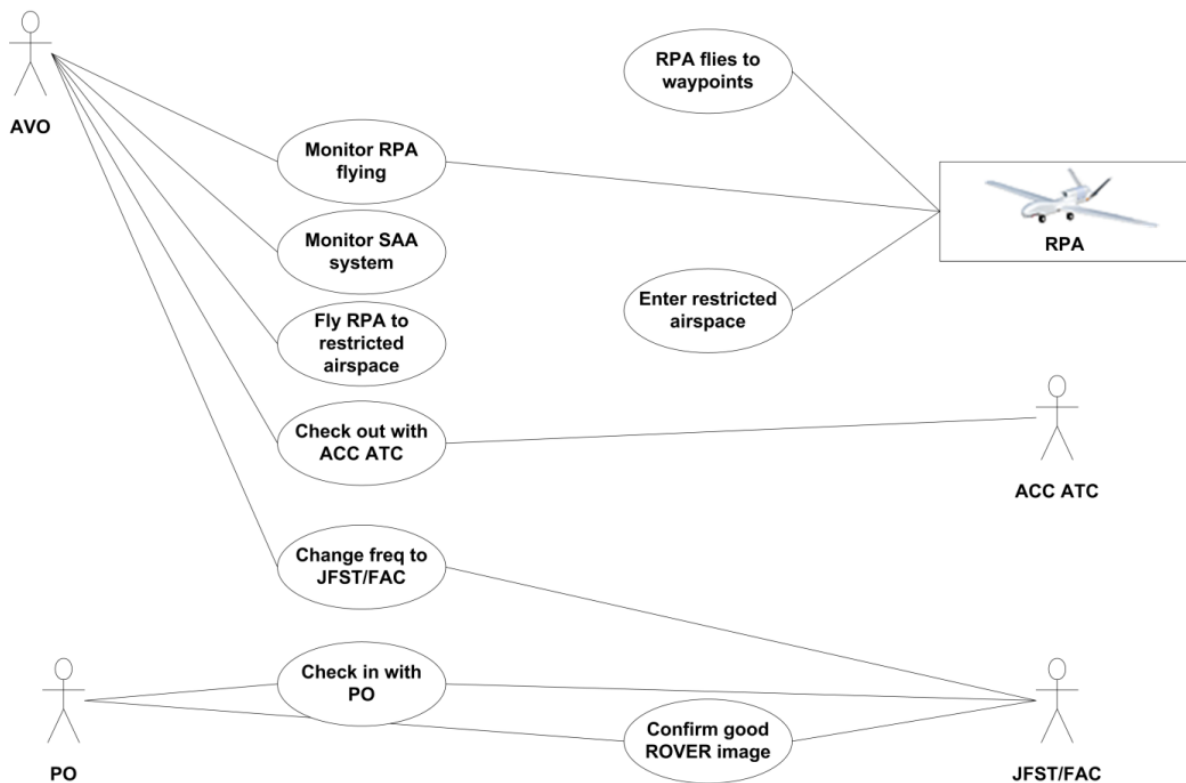 AVO
RPA flies to
waypoints
Monitor RPA
flying
RPA
Monitor SAA
system
Enter restricted
airspace
Fly RPA to
restricted
airspace
Check out with
ACC ATC
ACC ATC
Change freq to
JFST/FAC
Check in with
PO
Confirm good
ROVER image
PO
JFST/FAC